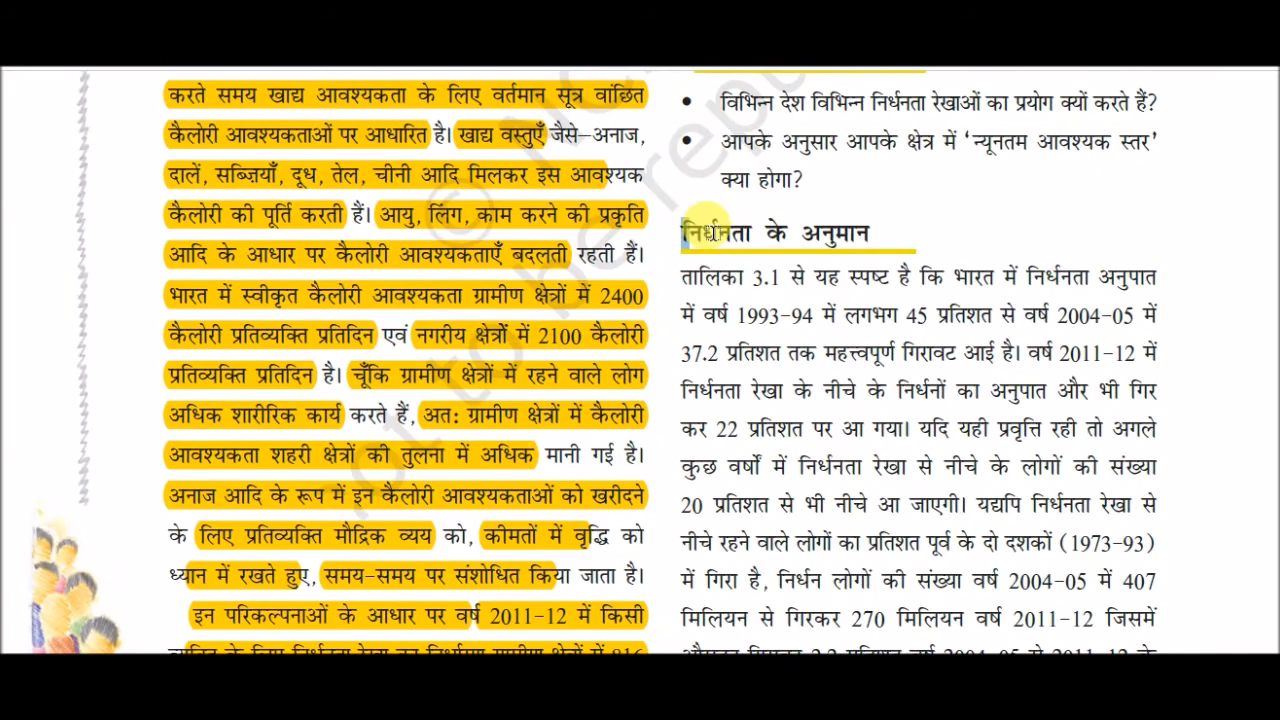 करते समय खाद्य आवश्यकता के लिए वर्तमान सूत्र वांछित
कैलोरी आवश्यकताओं पर आधारित है। खाद्य वस्तुएँ जैसे–अनाज,
दालें, सब्ज़ियाँ, दूध, तेल, चीनी आदि मिलकर इस आवश्यक
कैलोरी की पूर्ति करती हैं। आयु, लिंग, काम करने की प्रकृति
आदि के आधार पर कैलोरी आवश्यकताएँ बदलती रहती हैं।
भारत में स्वीकृत कैलोरी आवश्यकता ग्रामीण क्षेत्रों में 2400
कैलोरी प्रतिव्यक्ति प्रतिदिन एवं नगरीय क्षेत्रों में 2100 कैलोरी
प्रतिव्यक्ति प्रतिदिन है। चूँकि ग्रामीण क्षेत्रों में रहने वाले लोग
अधिक शारीरिक कार्य करते हैं, अत: ग्रामीण क्षेत्रों में कैलोरी
आवश्यकता शहरी क्षेत्रों की तुलना में अधिक मानी गई है।
अनाज आदि के रूप में इन कैलोरी आवश्यकताओं को खरीदने
के लिए प्रतिव्यक्ति मौद्रिक व्यय को, कीमतों में वृद्धि को
ध्यान में रखते हुए, समय-समय पर संशोधित किया जाता है।
इन परिकल्पनाओं के आधार पर वर्ष 2011-12 में किसी
• विभिन्न देश विभिन्न निर्धनता रेखाओं का प्रयोग क्यों करते हैं?
• आपके अनुसार आपके क्षेत्र में ‘न्यूनतम आवश्यक स्तर’
क्या होगा?
निर्धनता के अनुमान
तालिका 3.1 से यह स्पष्ट है कि भारत में निर्धनता अनुपात
में वर्ष 1993-94 में लगभग 45 प्रतिशत से वर्ष 2004-05 में
37.2 प्रतिशत तक महत्त्वपूर्ण गिरावट आई है। वर्ष 2011-12 में
निर्धनता रेखा के नीचे के निर्धनों का अनुपात और भी गिर
कर 22 प्रतिशत पर आ गया। यदि यही प्रवृत्ति रही तो अगले
कुछ वर्षों में निर्धनता रेखा से नीचे के लोगों की संख्या
20 प्रतिशत से भी नीचे आ जाएगी। यद्यपि निर्धनता रेखा से
नीचे रहने वाले लोगों का प्रतिशत पूर्व के दो दशकों (1973-93)
में गिरा है, निर्धन लोगों की संख्या वर्ष 2004-05 में 407
मिलियन से गिरकर 270 मिलियन वर्ष 2011-12 जिसमें